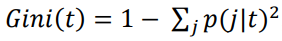 Gini(t) = 1 − ∑ⱼ p(j|t)²